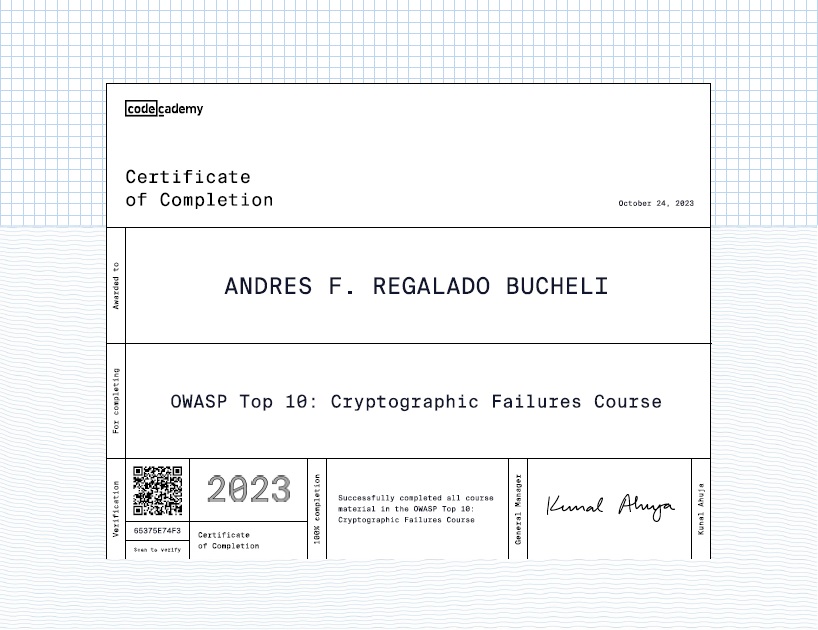 codecademy
Certificate
of Completion
October 24, 2023
Awarded to
ANDRES F. REGALADO BUCHELI
For completing
OWASP Top 10: Cryptographic Failures Course
Verification
65375E74F3
Scan to verify
2023
Certificate
of Completion
100% completion
Successfully completed all course
material in the OWASP Top 10:
Cryptographic Failures Course
General Manager
Kunal Ahuja
Kunal Ahuja